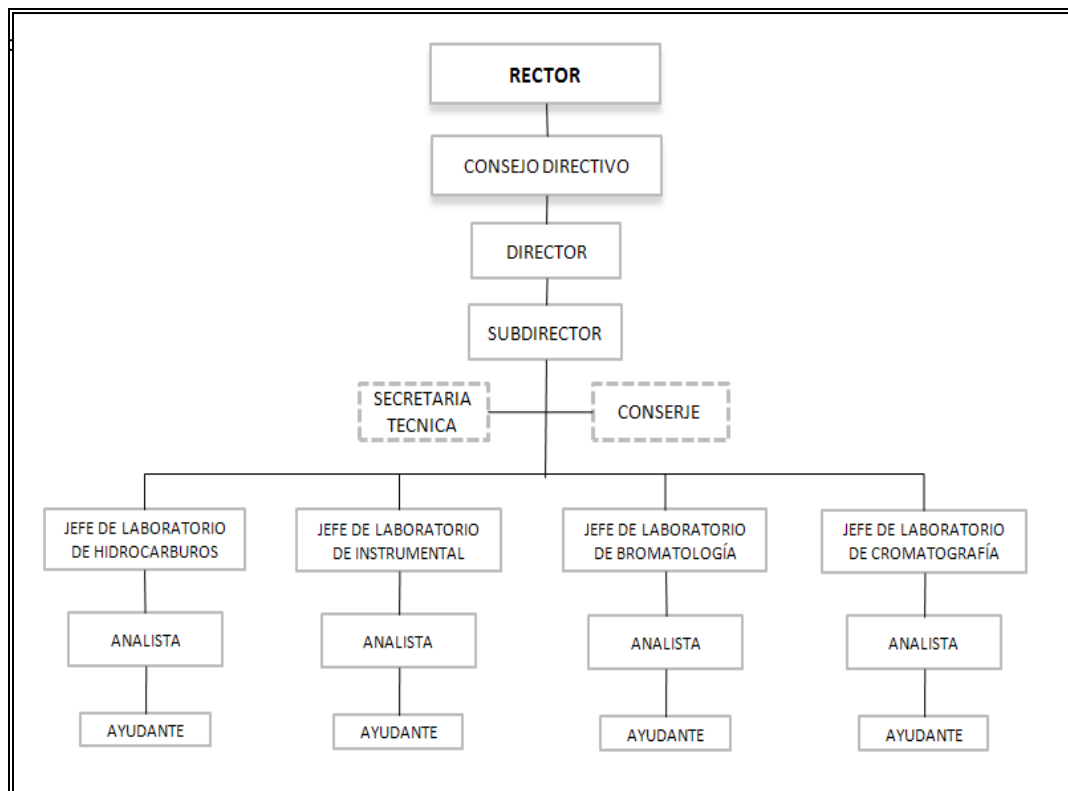 RECTOR
CONSEJO DIRECTIVO
DIRECTOR
SUBDIRECTOR
SECRETARIA
TECNICA
CONSERJE
JEFE DE LABORATORIO
DE HIDROCARBUROS
JEFE DE LABORATORIO
DE INSTRUMENTAL
JEFE DE LABORATORIO
DE BROMATOLOGÍA
JEFE DE LABORATORIO
DE CROMATOGRAFÍA
ANALISTA
ANALISTA
ANALISTA
ANALISTA
AYUDANTE
AYUDANTE
AYUDANTE
AYUDANTE